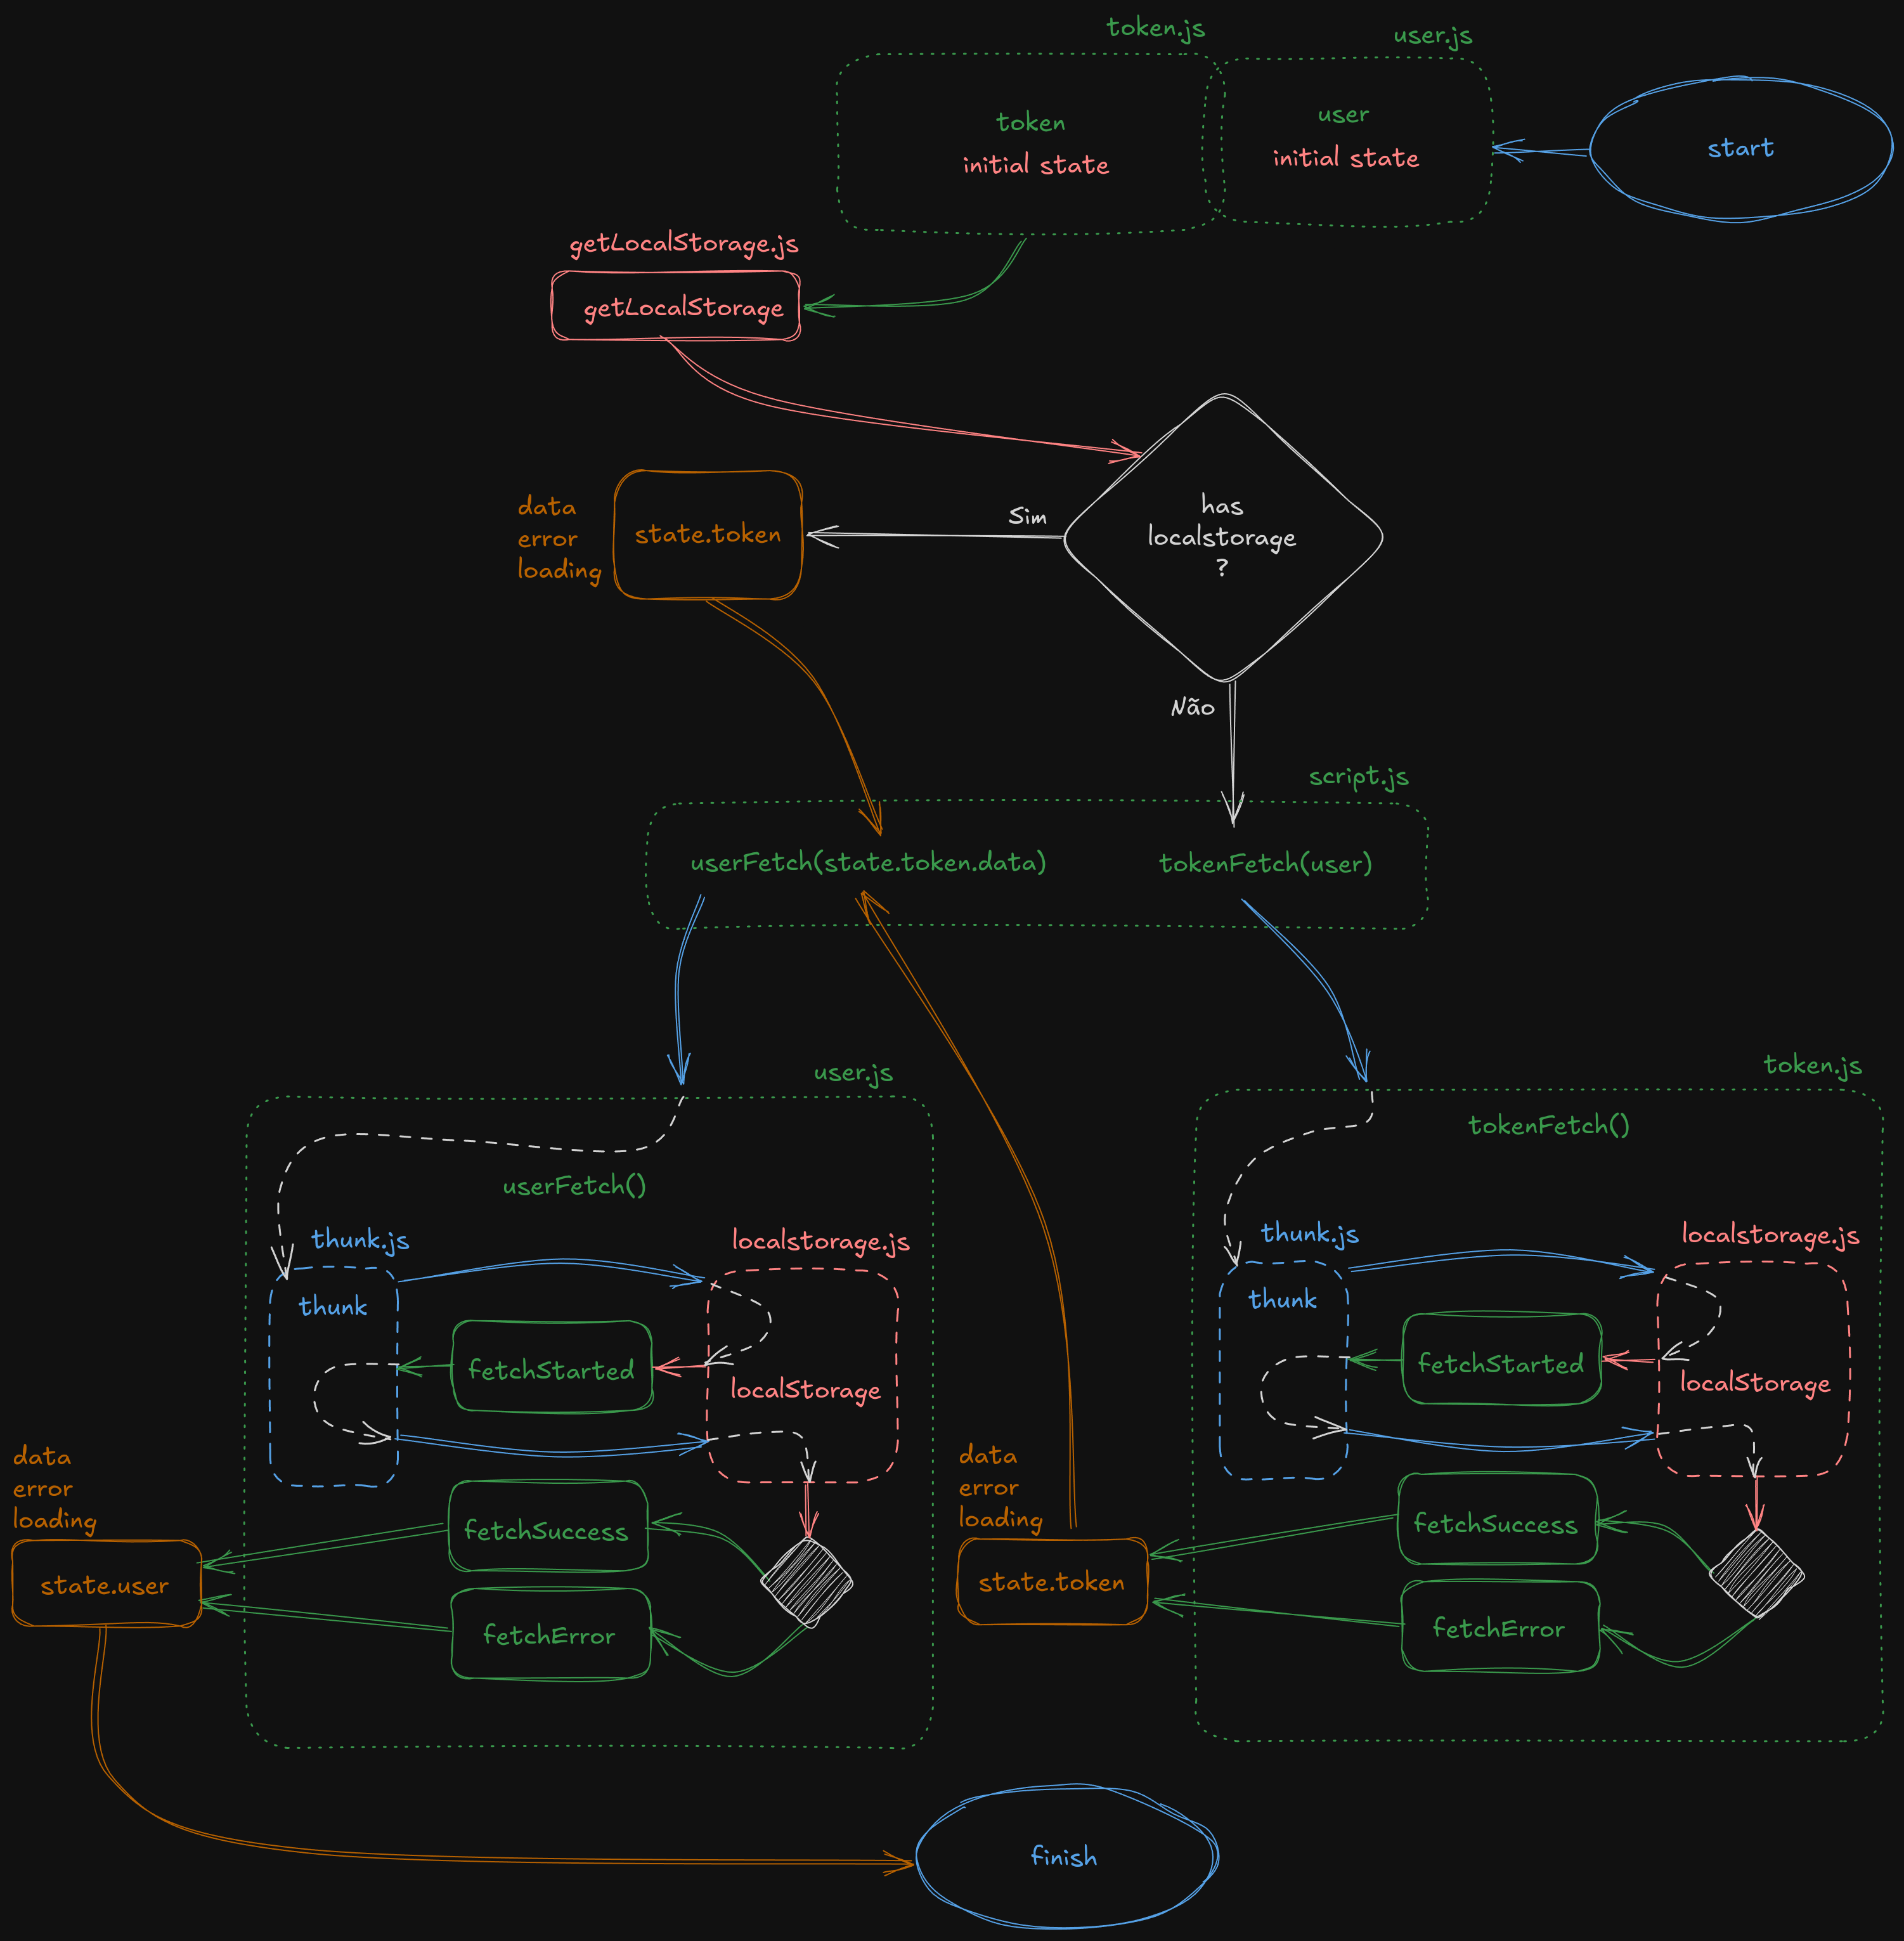 token.js
user.js
token
initial state
user
initial state
start
getLocalStorage.js
getLocalStorage
has
localstorage
?
Sim
data
error
loading
state.token
Não
script.js
userFetch(state.token.data)
tokenFetch(user)
user.js
userFetch()
thunk.js
localstorage.js
thunk
fetchStarted
localStorage
fetchSuccess
fetchError
data
error
loading
state.user
token.js
tokenFetch()
thunk.js
localstorage.js
thunk
fetchStarted
localStorage
fetchSuccess
fetchError
data
error
loading
state.token
finish